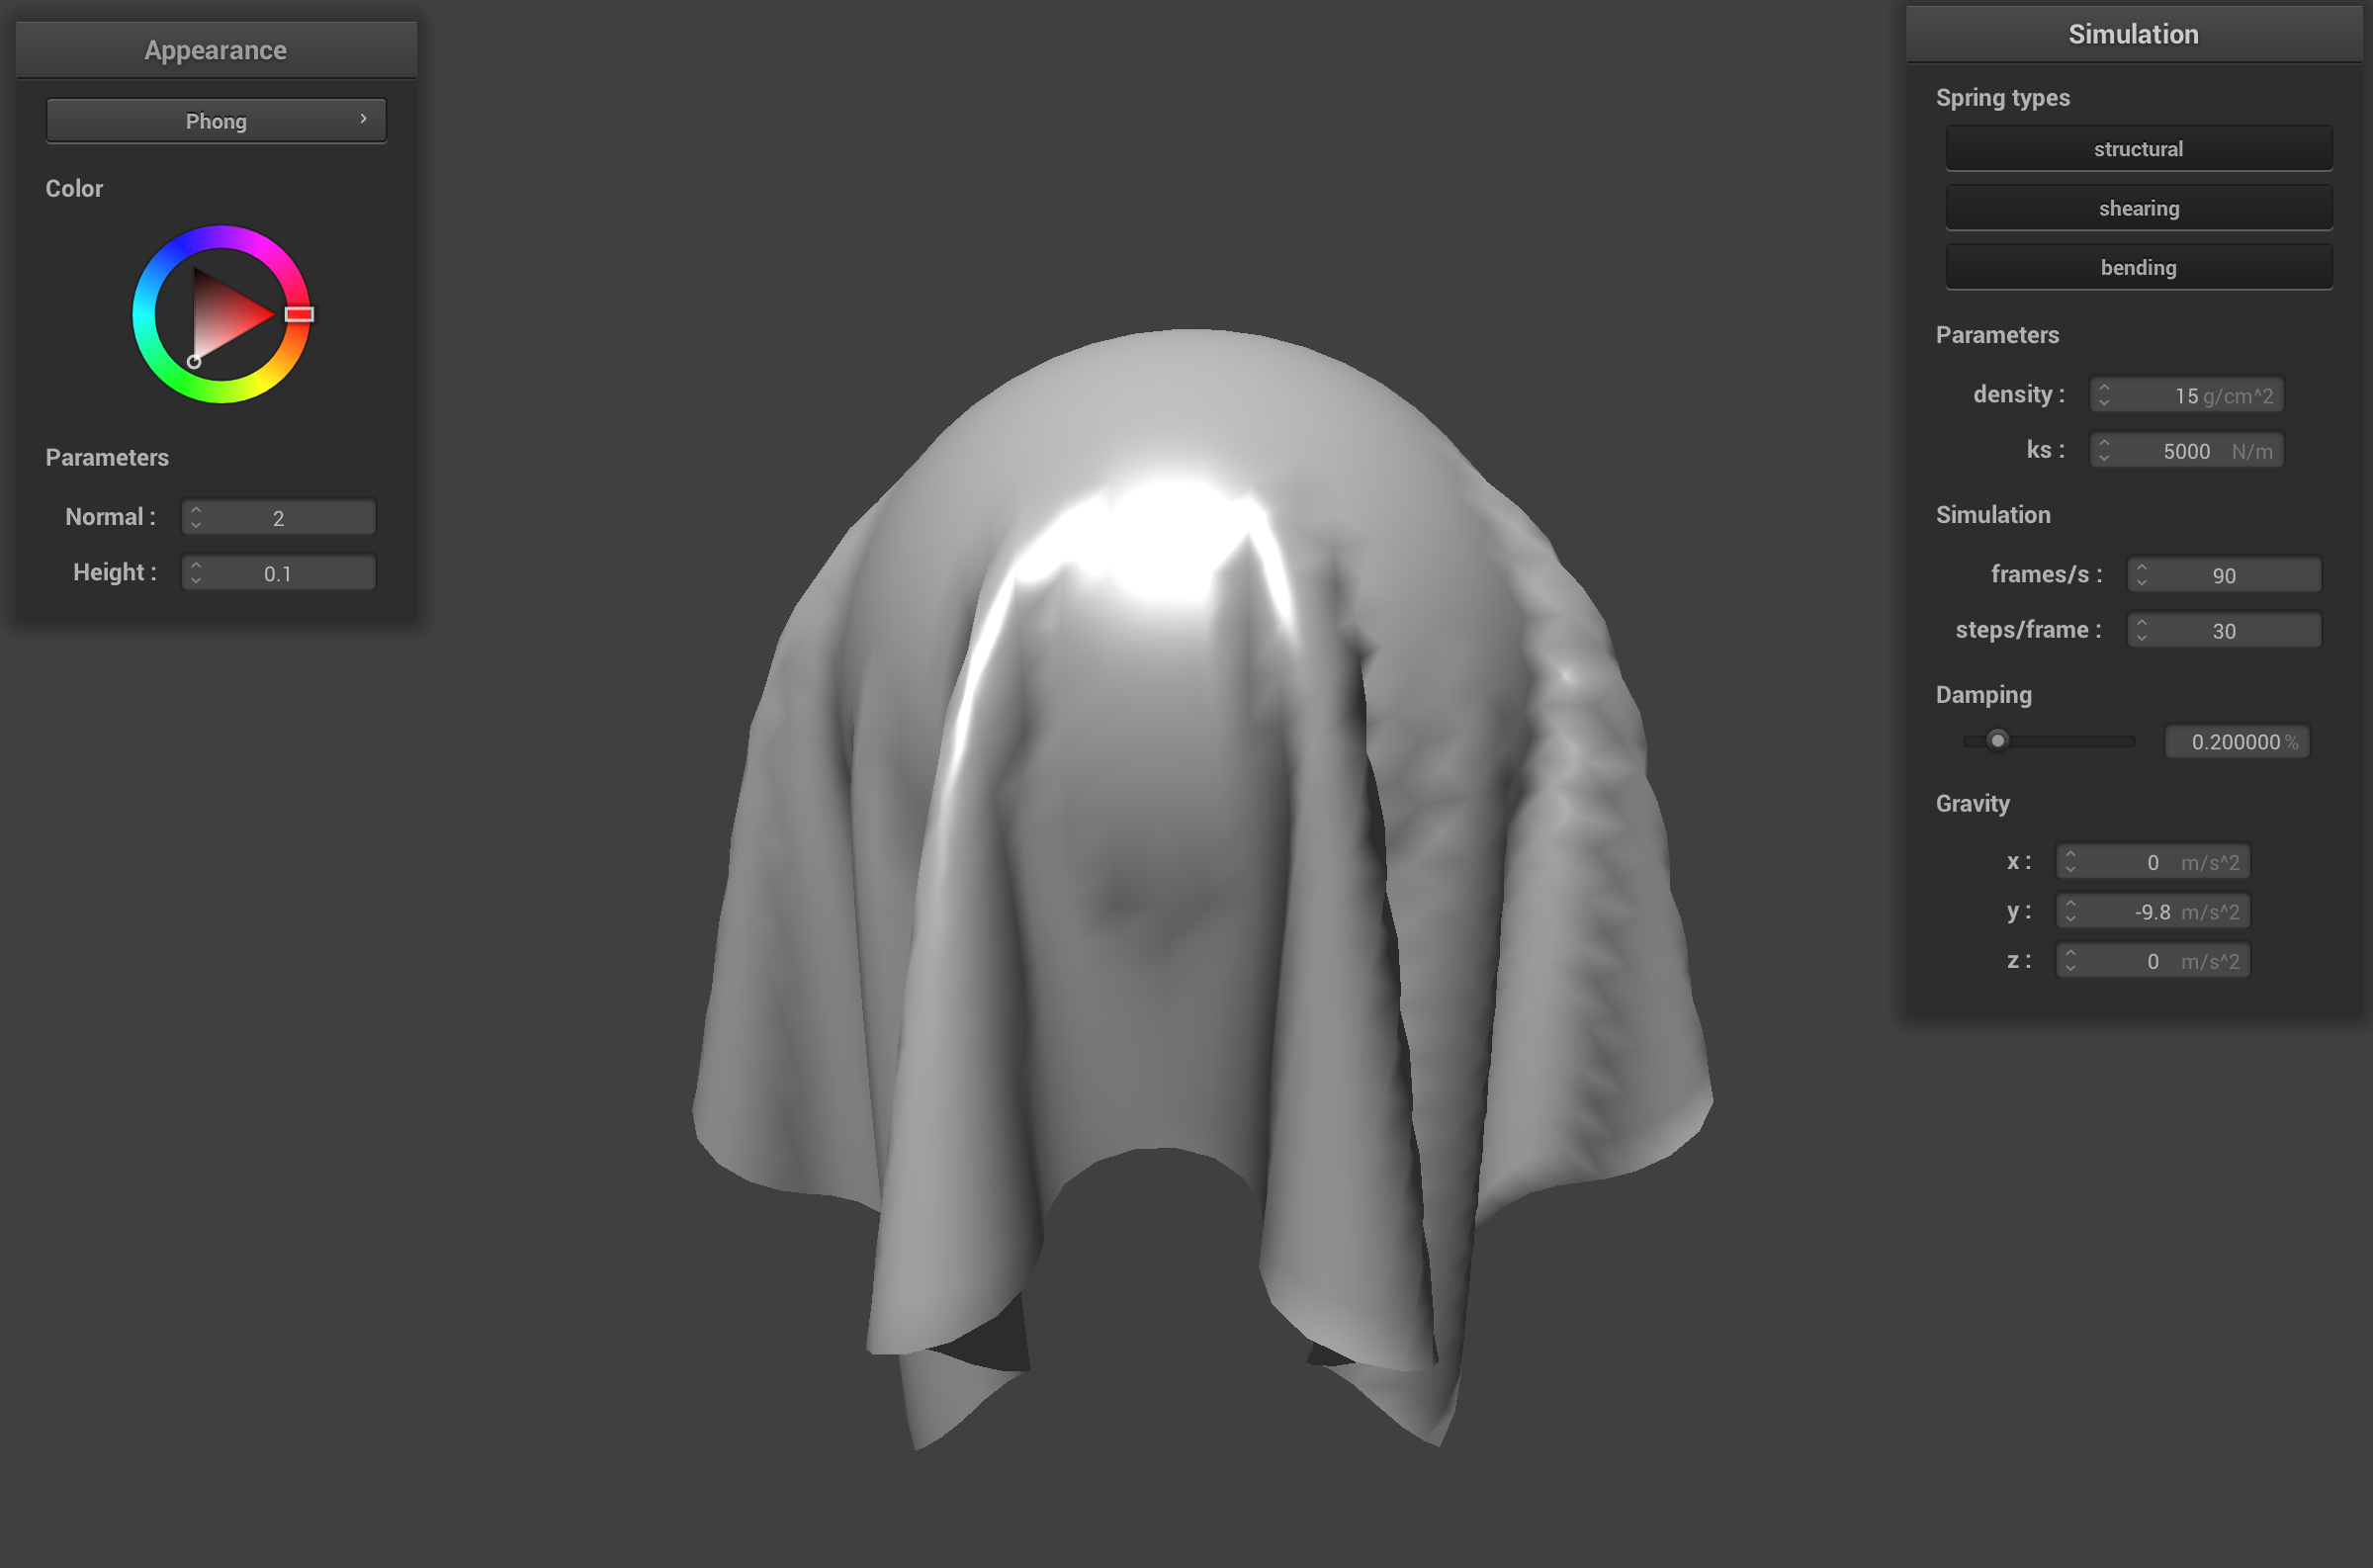 Appearance
Phong
Color
Parameters
Normal : 2
Height : 0.1
Simulation
Spring types
structural
shearing
bending
Parameters
density : 15 g/cm^2
ks : 5000 N/m
Simulation
frames/s : 90
steps/frame : 30
Damping
0.200000 %
Gravity
x : 0 m/s^2
y : -9.8 m/s^2
z : 0 m/s^2